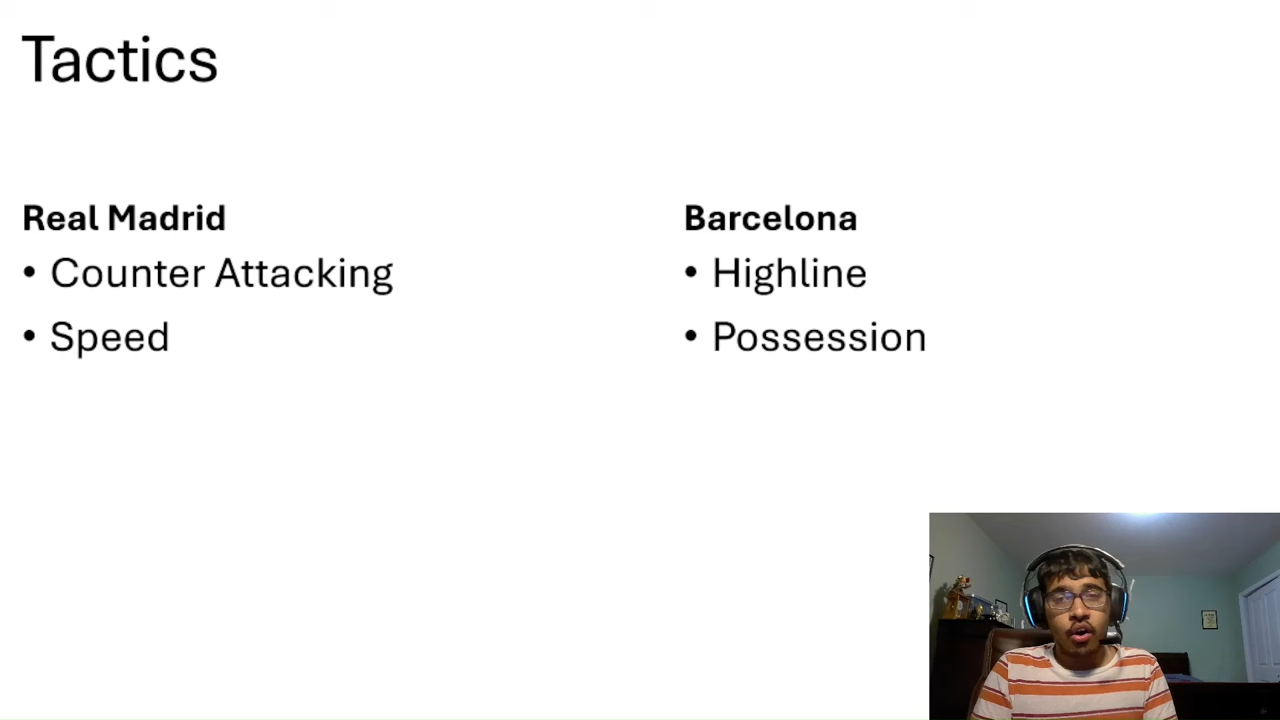 Tactics
Real Madrid
• Counter Attacking
• Speed
Barcelona
• Highline
• Possession